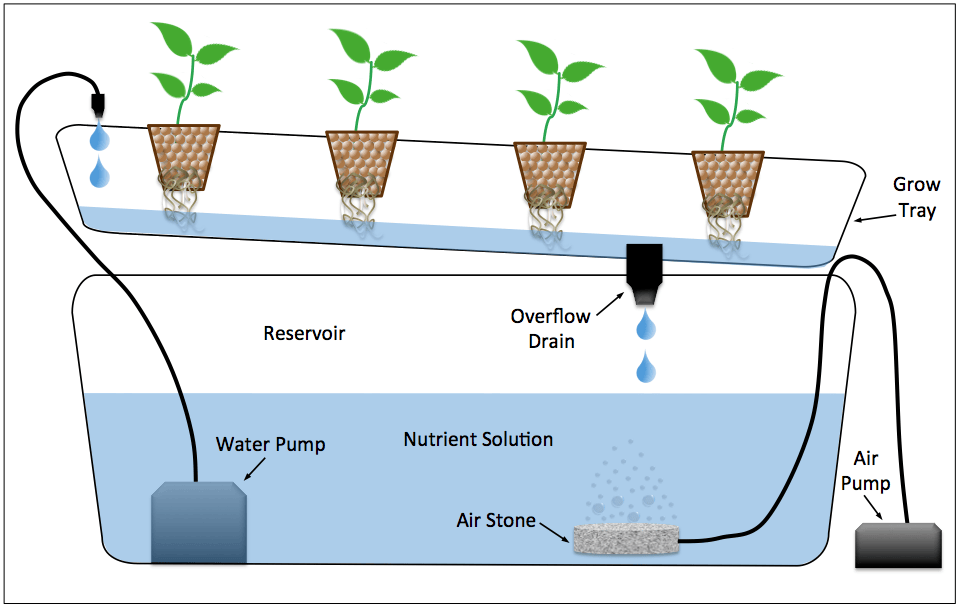 Grow
Tray
Overflow
Drain
Reservoir
Nutrient Solution
Water Pump
Air
Pump
Air Stone